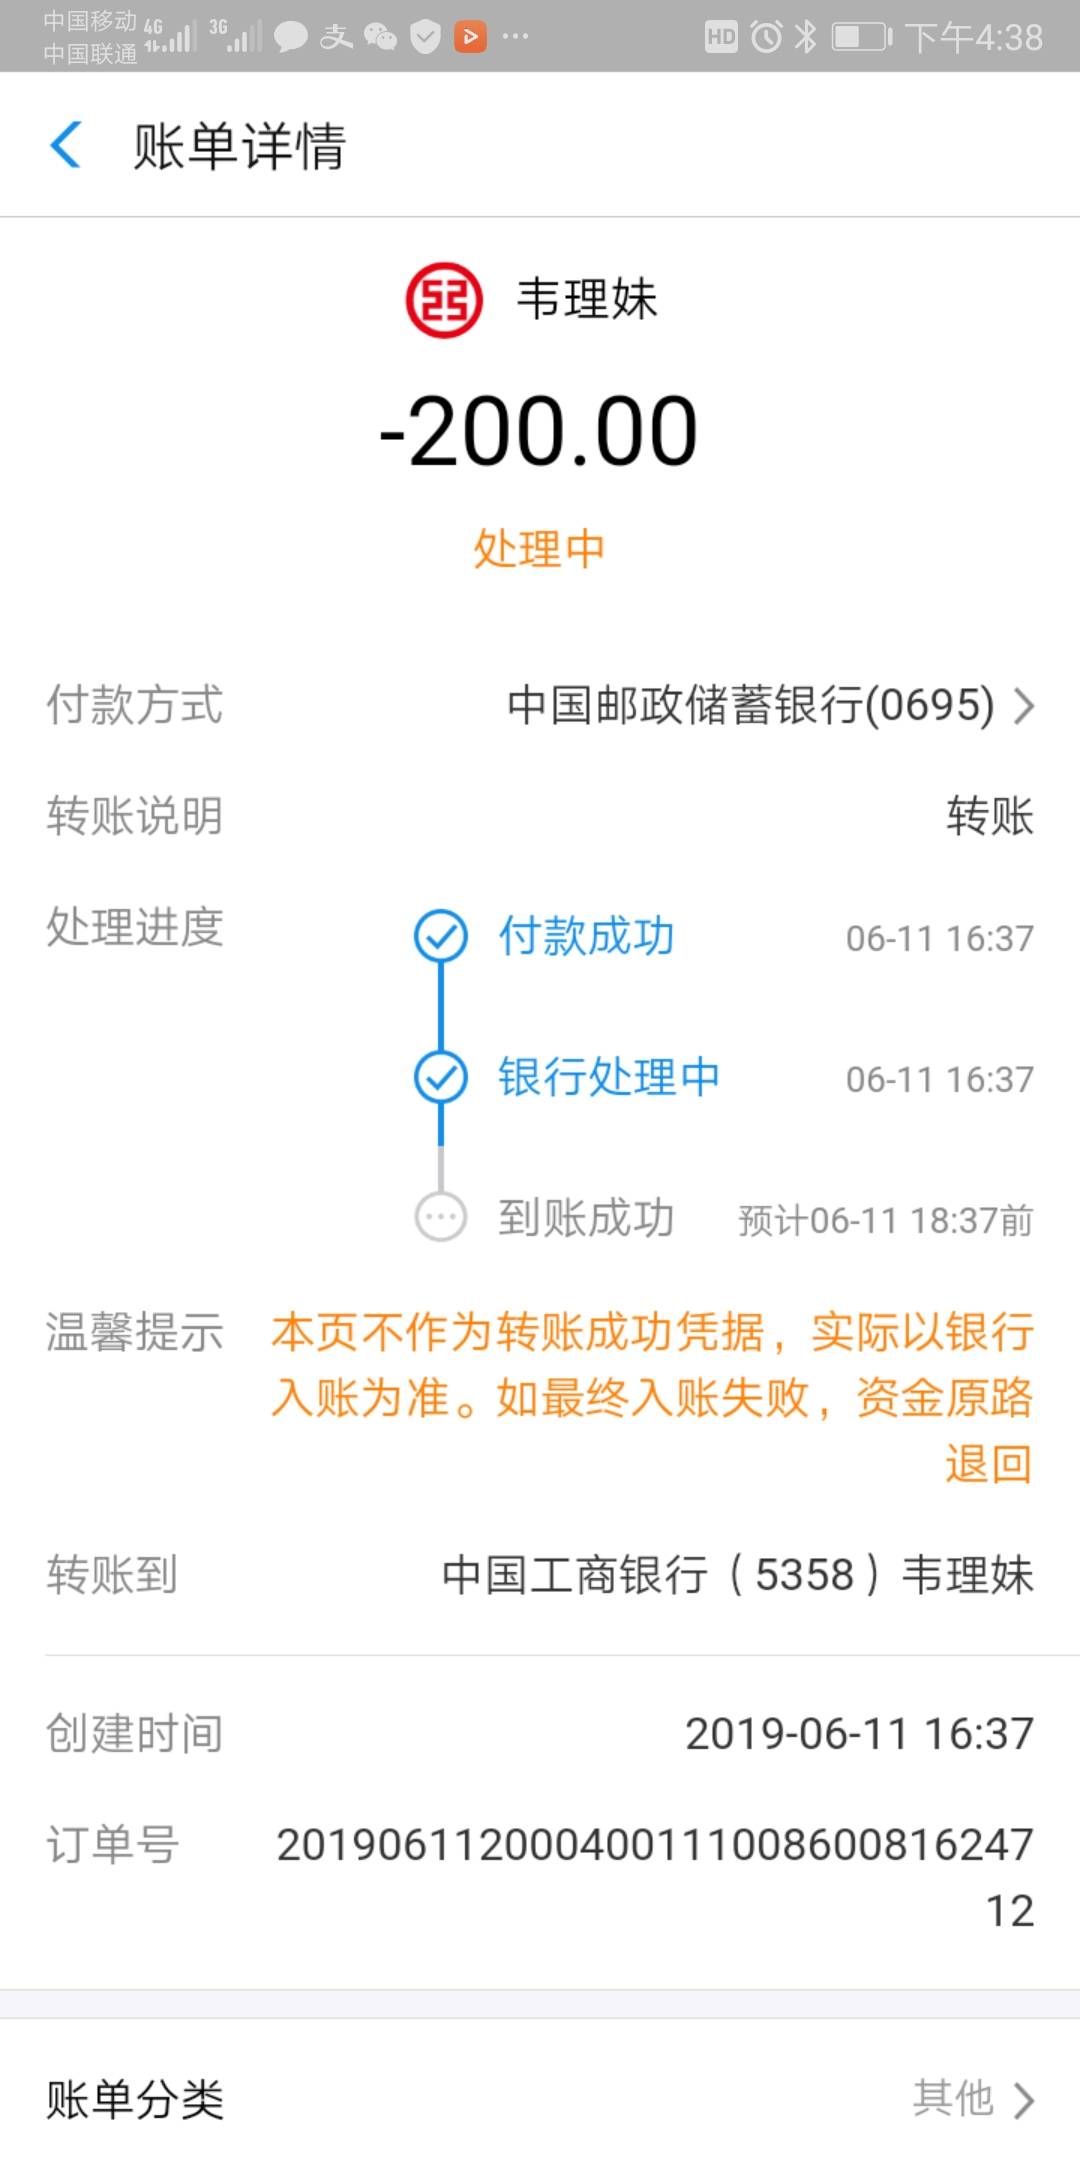 中国移动 4G 3G HD 下午4:38
中国联通
账单详情
韦理妹
-200.00
处理中
付款方式 中国邮政储蓄银行(0695)
转账说明 转账
处理进度 付款成功 06-11 16:37
银行处理中 06-11 16:37
到账成功 预计06-11 18:37前
温馨提示 本页不作为转账成功凭据，实际以银行
入账为准。如最终入账失败，资金原路
退回
转账到 中国工商银行（5358）韦理妹
创建时间 2019-06-11 16:37
订单号 201906112000400111008600816247
12
账单分类 其他